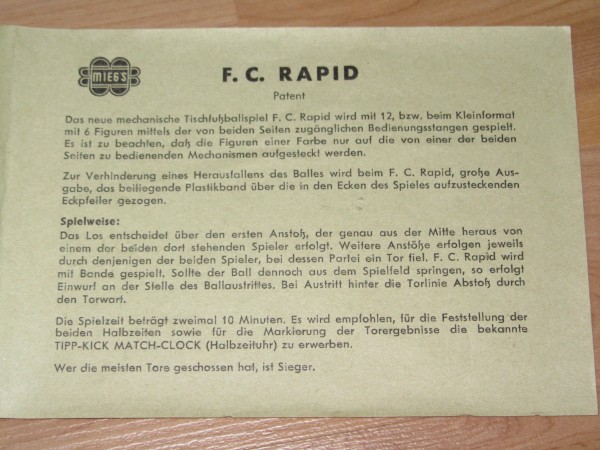 MIEG'S
F. C. RAPID
Patent
Das neue mechanische Tischfußballspiel F. C. Rapid wird mit 12, bzw. beim Kleinformat
mit 6 Figuren mittels der von beiden Seiten zugänglichen Bedienungsstangen gespielt.
Es ist zu beachten, daß die Figuren einer Farbe nur auf die von einer der beiden
Seiten zu bedienenden Mechanismen aufgesteckt werden.
Zur Verhinderung eines Herausfallens des Balles wird beim F. C. Rapid, große Aus-
gabe, das beiliegende Plastikband über die in den Ecken des Spieles aufzusteckenden
Eckpfeiler gezogen.
Spielweise:
Das Los entscheidet über den ersten Anstoß, der genau aus der Mitte heraus von
einem der beiden dort stehenden Spieler erfolgt. Weitere Anstöße erfolgen jeweils
durch denjenigen der beiden Spieler, bei dessen Partei ein Tor fiel. F. C. Rapid wird
mit Bande gespielt. Sollte der Ball dennoch aus dem Spielfeld springen, so erfolgt
Einwurf an der Stelle des Ballaustrittes. Bei Austritt hinter die Torlinie Abstoß durch
den Torwart.
Die Spielzeit beträgt zweimal 10 Minuten. Es wird empfohlen, für die Feststellung der
beiden Halbzeiten sowie für die Markierung der Torergebnisse die bekannte
TIPP-KICK MATCH-CLOCK (Halbzeituhr) zu erwerben.
Wer die meisten Tore geschossen hat, ist Sieger.